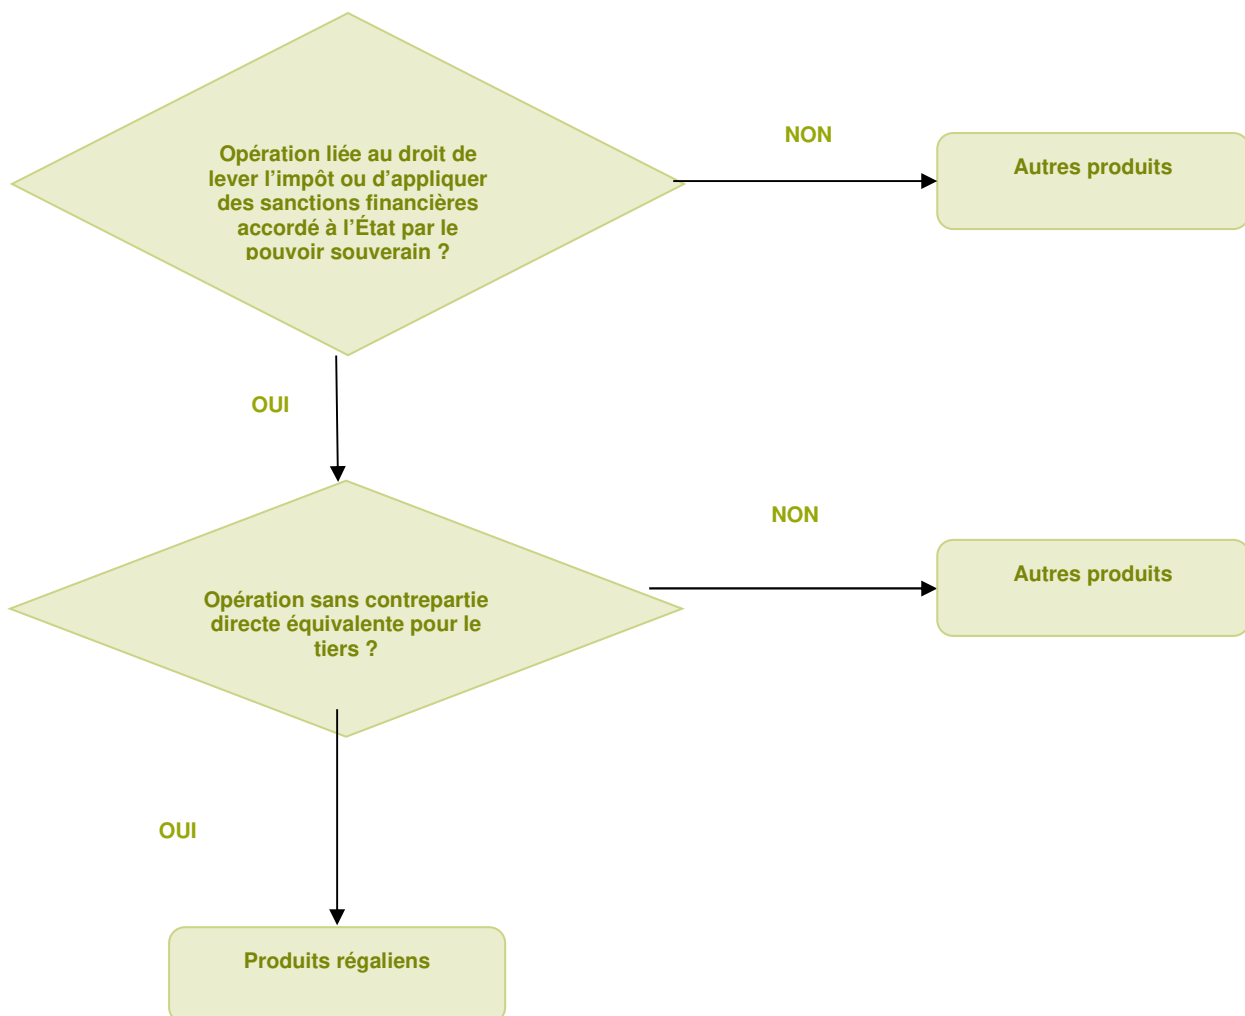 Opération liée au droit de
lever l’impôt ou d’appliquer
des sanctions financières
accordé à l’État par le
pouvoir souverain ?
NON
Autres produits
OUI
Opération sans contrepartie
directe équivalente pour le
tiers ?
NON
Autres produits
OUI
Produits régaliens